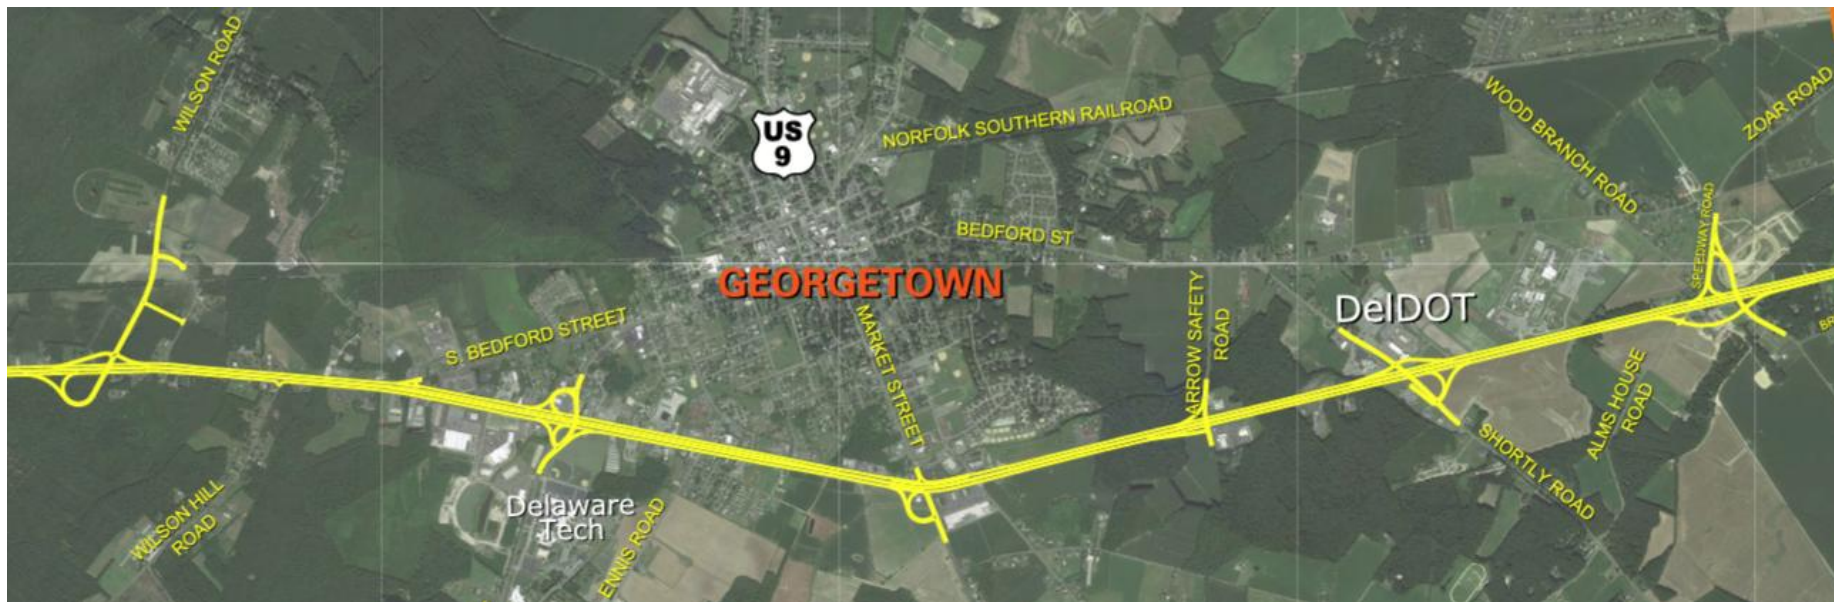 WILSON ROAD
US
9
NORFOLK SOUTHERN RAILROAD
WOOD BRANCH ROAD
ZOAR ROAD
SPEEDWAY ROAD
BEDFORD ST
GEORGETOWN
ARROW SAFETY
ROAD
DelDOT
S. BEDFORD STREET
MARKET STREET
BR
ALMS HOUSE
ROAD
SHORTLY ROAD
WILSON HILL
ROAD
Delaware
Tech
ENNIS ROAD